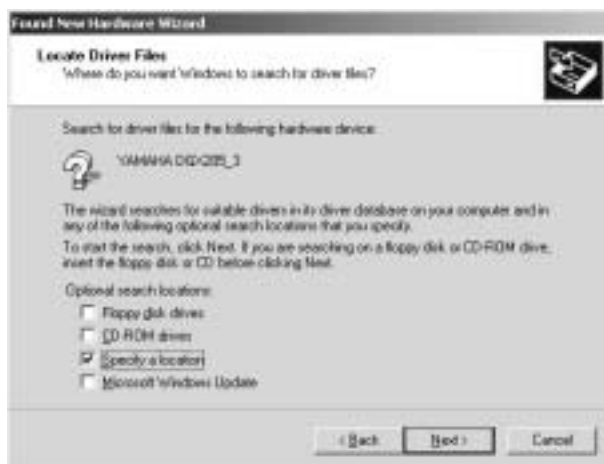 Found New Hardware Wizard
Locate Driver Files
Where do you want Windows to search for driver files?
Search for driver files for the following hardware device:
YAMAHA
The wizard searches for suitable drivers in its driver database on your computer and in
any of the following optional search locations that you specify.
To start the search, click Next. If you are searching on a floppy disk or CD-ROM drive,
insert the floppy disk or CD before clicking Next.
Optional search locations:
Floppy disk drives
CD-ROM drives
Specify a location
Microsoft Windows Update
< Back
Next >
Cancel